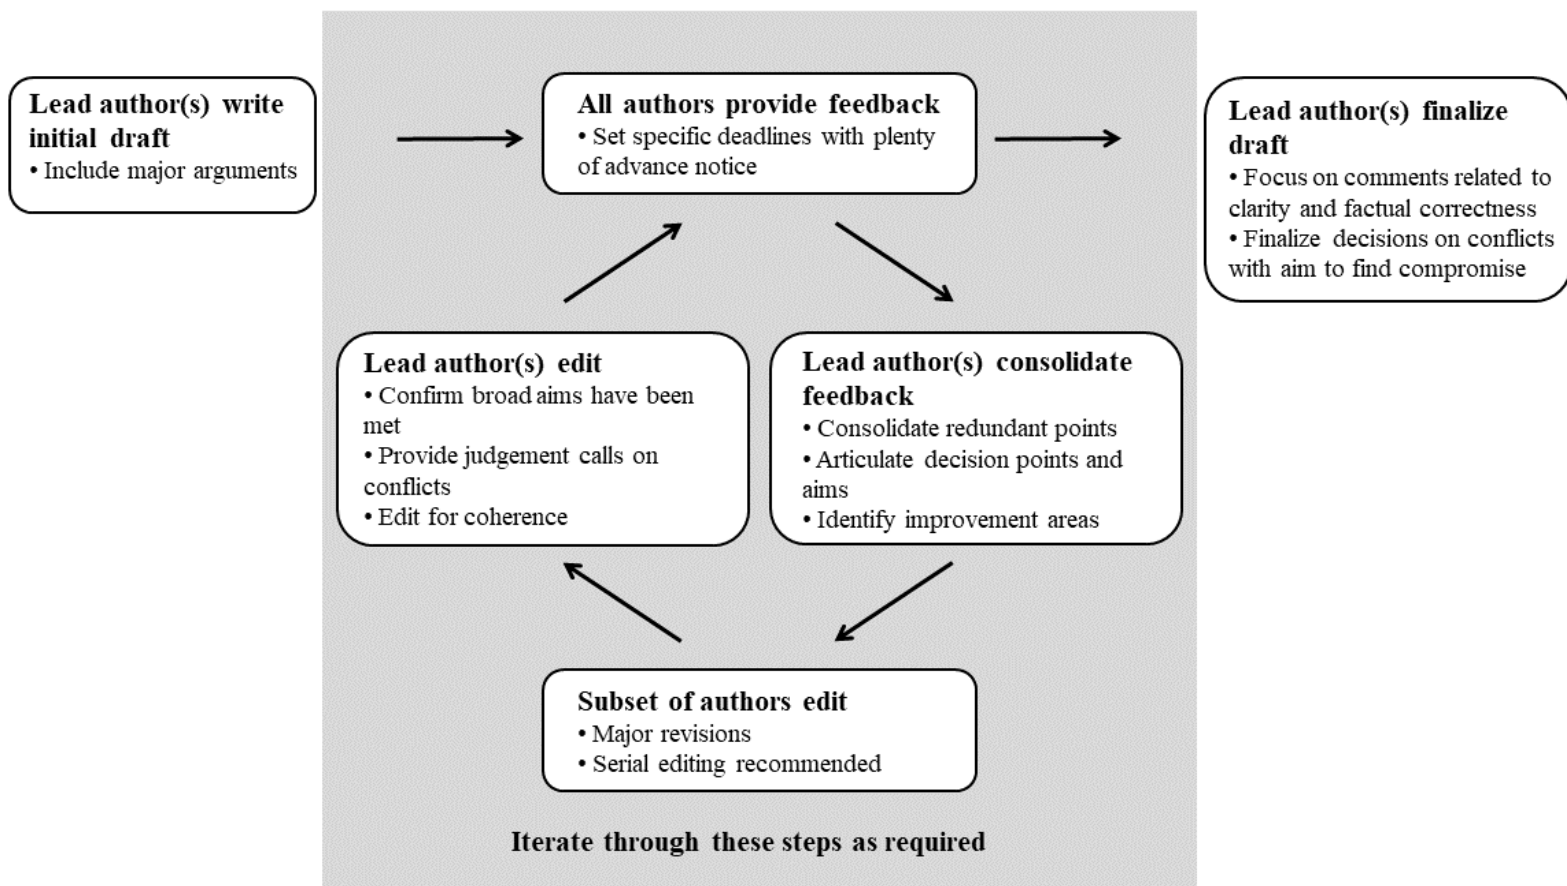 Lead author(s) write
initial draft
• Include major arguments
All authors provide feedback
• Set specific deadlines with plenty
of advance notice
Lead author(s) finalize
draft
• Focus on comments related to
clarity and factual correctness
• Finalize decisions on conflicts
with aim to find compromise
Lead author(s) edit
• Confirm broad aims have been
met
• Provide judgement calls on
conflicts
• Edit for coherence
Lead author(s) consolidate
feedback
• Consolidate redundant points
• Articulate decision points and
aims
• Identify improvement areas
Subset of authors edit
• Major revisions
• Serial editing recommended
Iterate through these steps as required